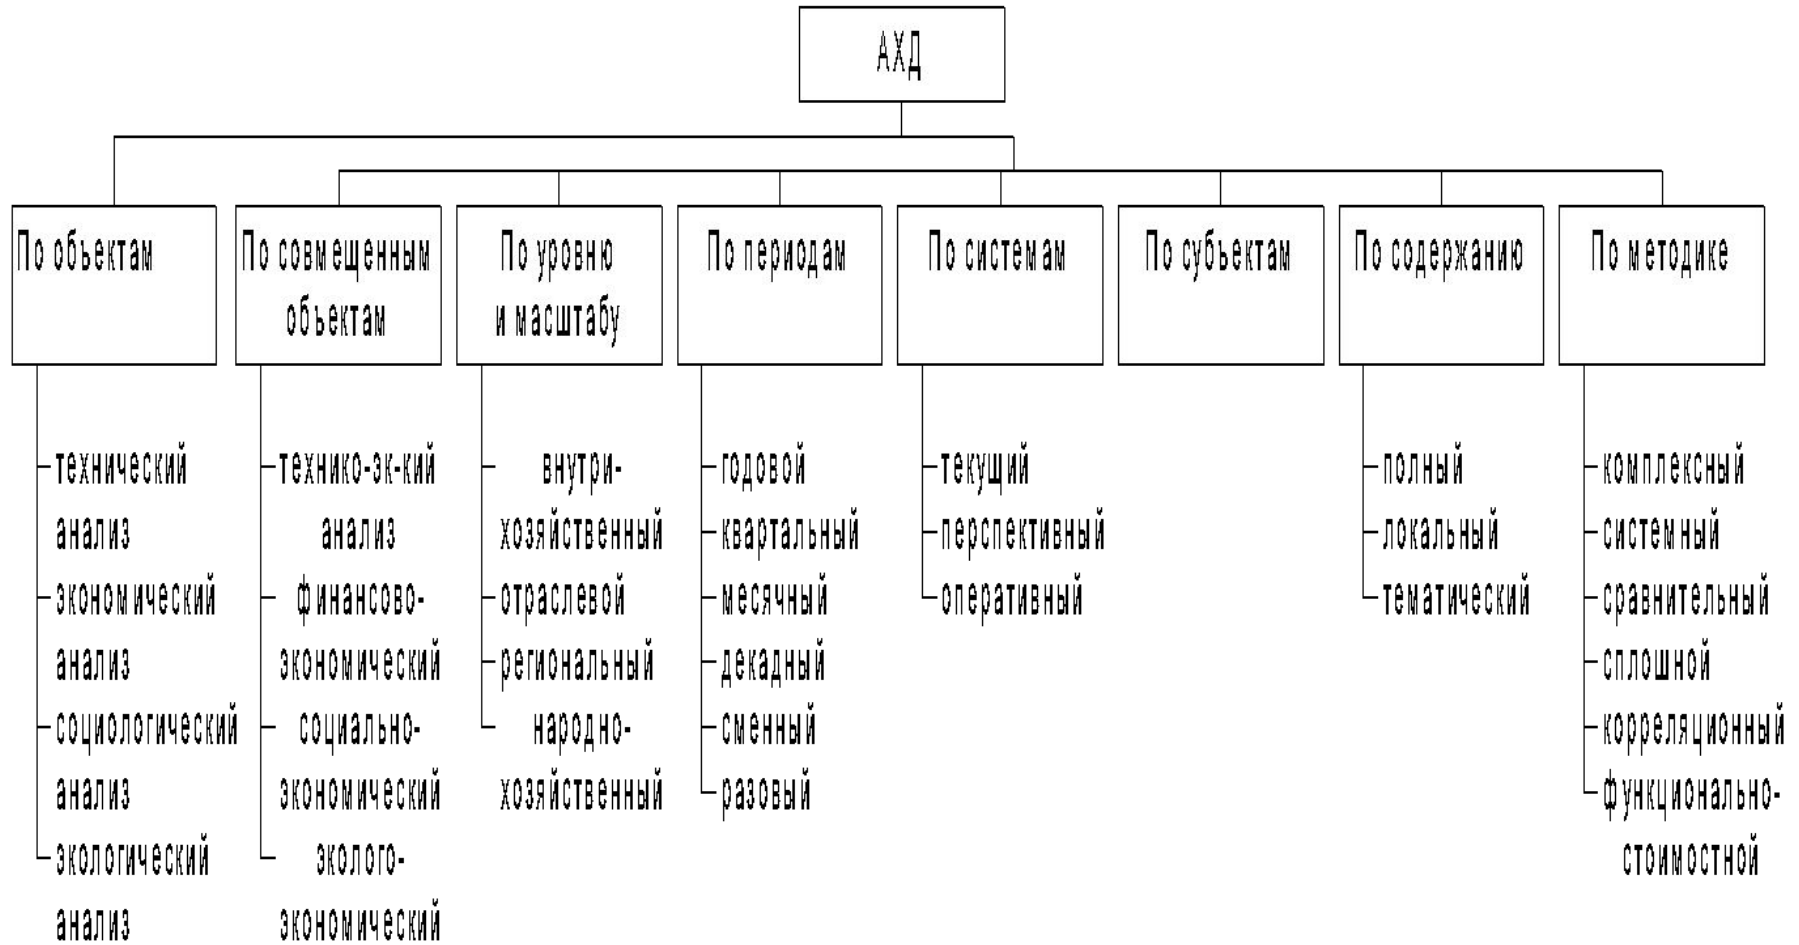 АХД
По объектам
технический
анализ
экономический
анализ
социологический
анализ
экологический
анализ
По совмещенным
объектам
технико-эк-кий
анализ
финансово-
экономический
социально-
экономический
эколого-
экономический
По уровню
и масштабу
внутри-
хозяйственный
отраслевой
региональный
народно-
хозяйственный
По периодам
годовой
квартальный
месячный
декадный
сменный
разовый
По системам
текущий
перспективный
оперативный
По субъектам
По содержанию
полный
локальный
тематический
По методике
комплексный
системный
сравнительный
сплошной
корреляционный
функционально-
стоимостной